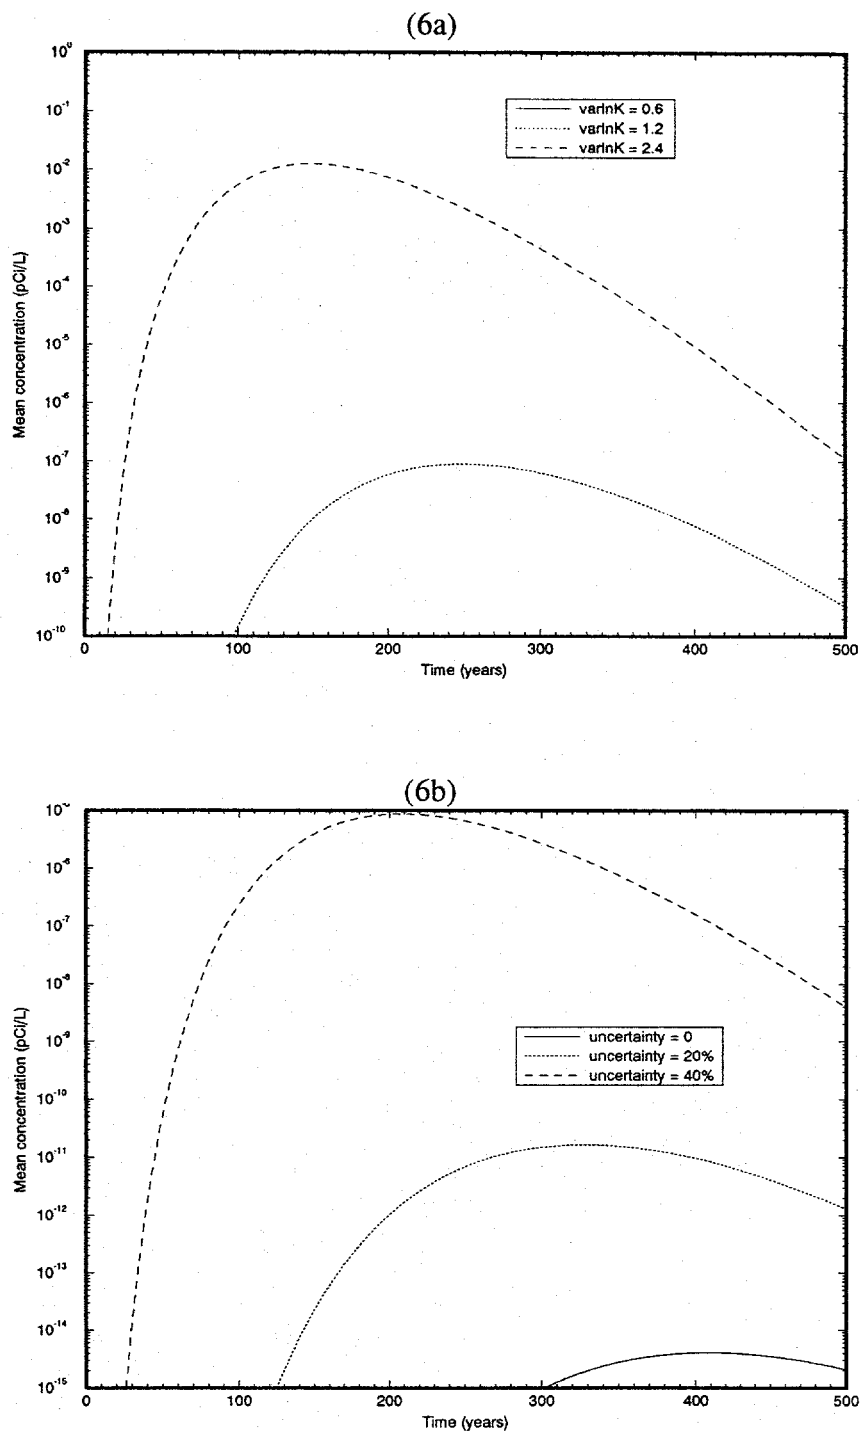 (6a)
10⁰
10⁻¹
10⁻²
10⁻³
10⁻⁴
10⁻⁵
10⁻⁶
10⁻⁷
10⁻⁸
10⁻⁹
10⁻¹⁰
Mean concentration (pCi/L)
varlnK = 0.6
varlnK = 1.2
varlnK = 2.4
0 100 200 300 400 500
Time (years)
(6b)
10⁻⁶
10⁻⁷
10⁻⁸
10⁻⁹
10⁻¹⁰
10⁻¹¹
10⁻¹²
10⁻¹³
10⁻¹⁴
10⁻¹⁵
Mean concentration (pCi/L)
uncertainty = 0
uncertainty = 20%
uncertainty = 40%
0 100 200 300 400 500
Time (years)